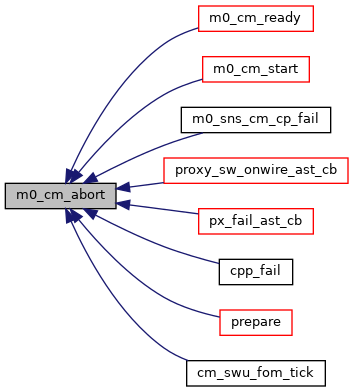 m0_cm_ready
m0_cm_start
m0_sns_cm_cp_fail
proxy_sw_onwire_ast_cb
m0_cm_abort
px_fail_ast_cb
cpp_fail
prepare
cm_swu_fom_tick